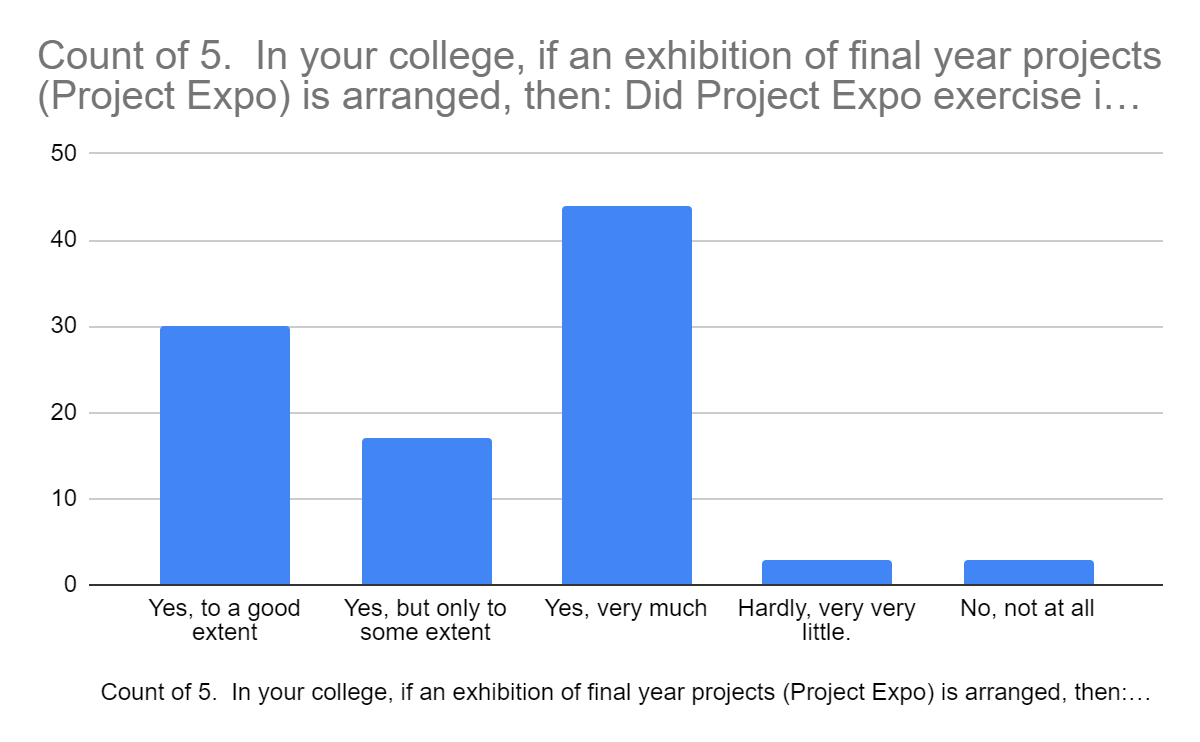 Count of 5.  In your college, if an exhibition of final year projects
(Project Expo) is arranged, then: Did Project Expo exercise i…
50
40
30
20
10
0
Yes, to a good
extent
Yes, but only to
some extent
Yes, very much
Hardly, very very
little.
No, not at all
Count of 5.  In your college, if an exhibition of final year projects (Project Expo) is arranged, then:…